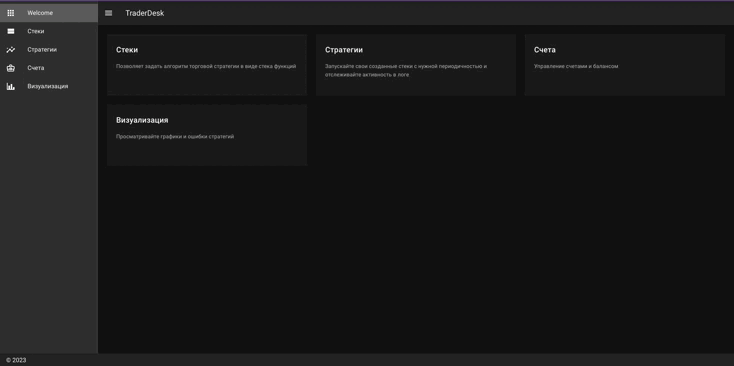 Welcome
Стеки
Стратегии
Счета
Визуализация
TraderDesk
Стеки
Позволяет задать алгоритм торговой стратегии в виде стека функций
Стратегии
Запускайте свои созданные стеки с нужной периодичностью и
отслеживайте активность в логе
Счета
Управление счетами и балансом
Визуализация
Просматривайте графики и ошибки стратегий
© 2023